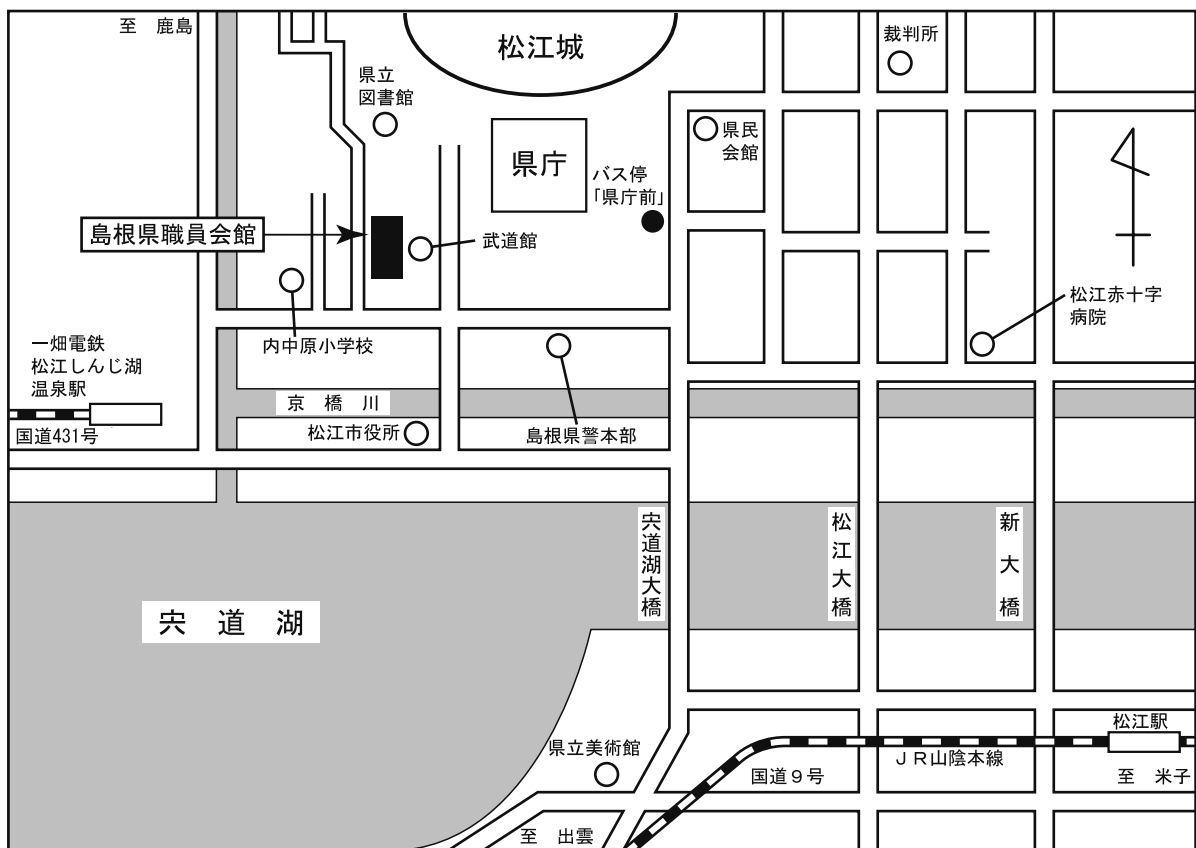 至　鹿島
松江城
裁判所
県立
図書館
県民
会館
県庁
バス停
「県庁前」
島根県職員会館
武道館
松江赤十字
病院
内中原小学校
一畑電鉄
松江しんじ湖
温泉駅
京　橋　川
国道431号
松江市役所
島根県警本部
宍道湖大橋
松江大橋
新大橋
宍　道　湖
県立美術館
松江駅
ＪＲ山陰本線
国道９号
至　米子
至　出雲